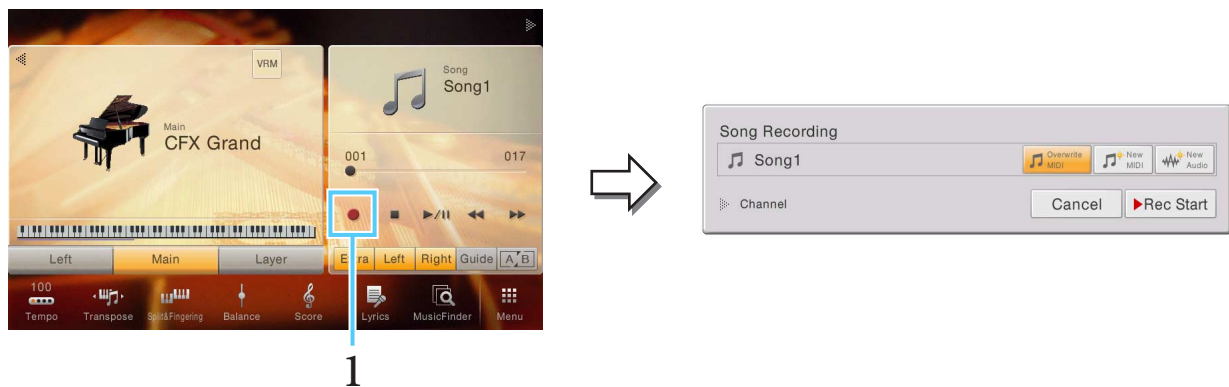 VRM
Main
CFX Grand
Song
Song1
001 017
Left Main Layer
Extra Left Right Guide A B
100
Tempo Transpose Split&Fingering Balance Score Lyrics MusicFinder Menu
1
Song Recording
Song1
Overwrite
MIDI
New
MIDI
New
Audio
Channel
Cancel Rec Start